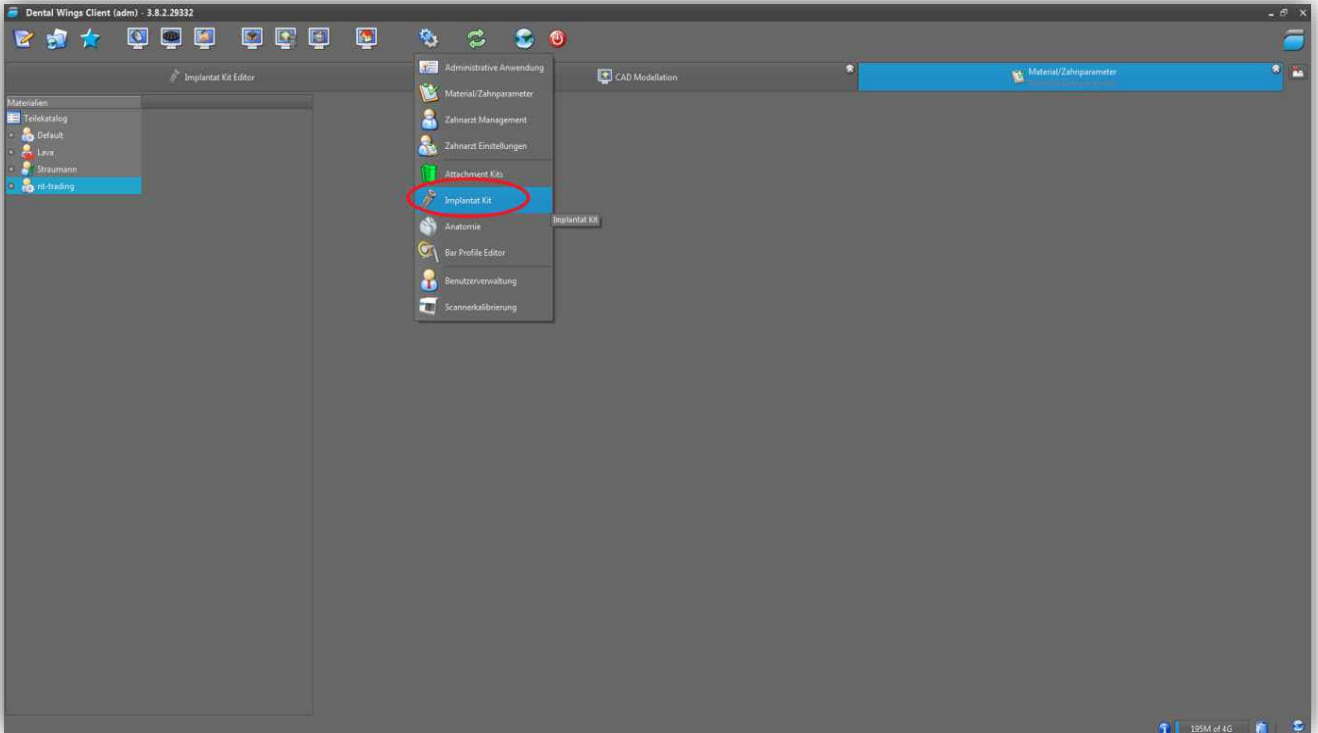 Dental Wings Client (adm) - 3.8.2.29332
Implantat Kit Editor
CAD Modellation
Material/Zahnparameter
Materialien
Teilekatalog
Default
Lava
Straumann
nt-trading
Administrative Anwendung
Material/Zahnparameter
Zahnarzt Management
Zahnarzt Einstellungen
Attachment Kits
Implantat Kit
Implantat Kit
Anatomie
Bar Profile Editor
Benutzerverwaltung
Scannerkalibrierung
195M of 4G